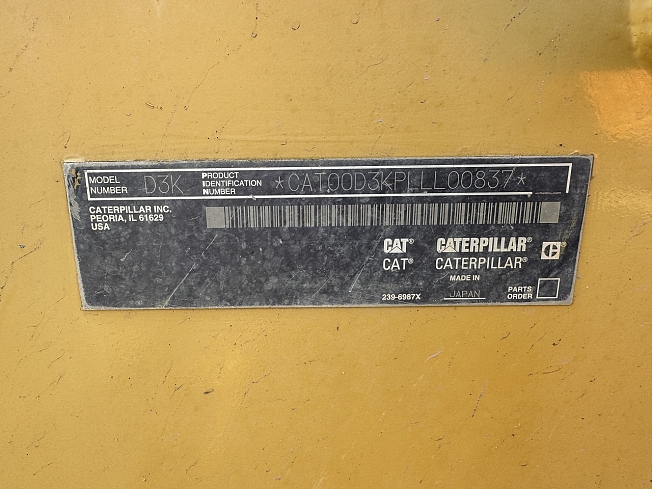 MODEL NUMBER D3K PRODUCT IDENTIFICATION NUMBER *CAT00D3KPLLL00837*
CATERPILLAR INC.
PEORIA, IL 61629
USA
CAT® CATERPILLAR® C®
CAT® CATERPILLAR®
MADE IN
239-6967X JAPAN PARTS ORDER